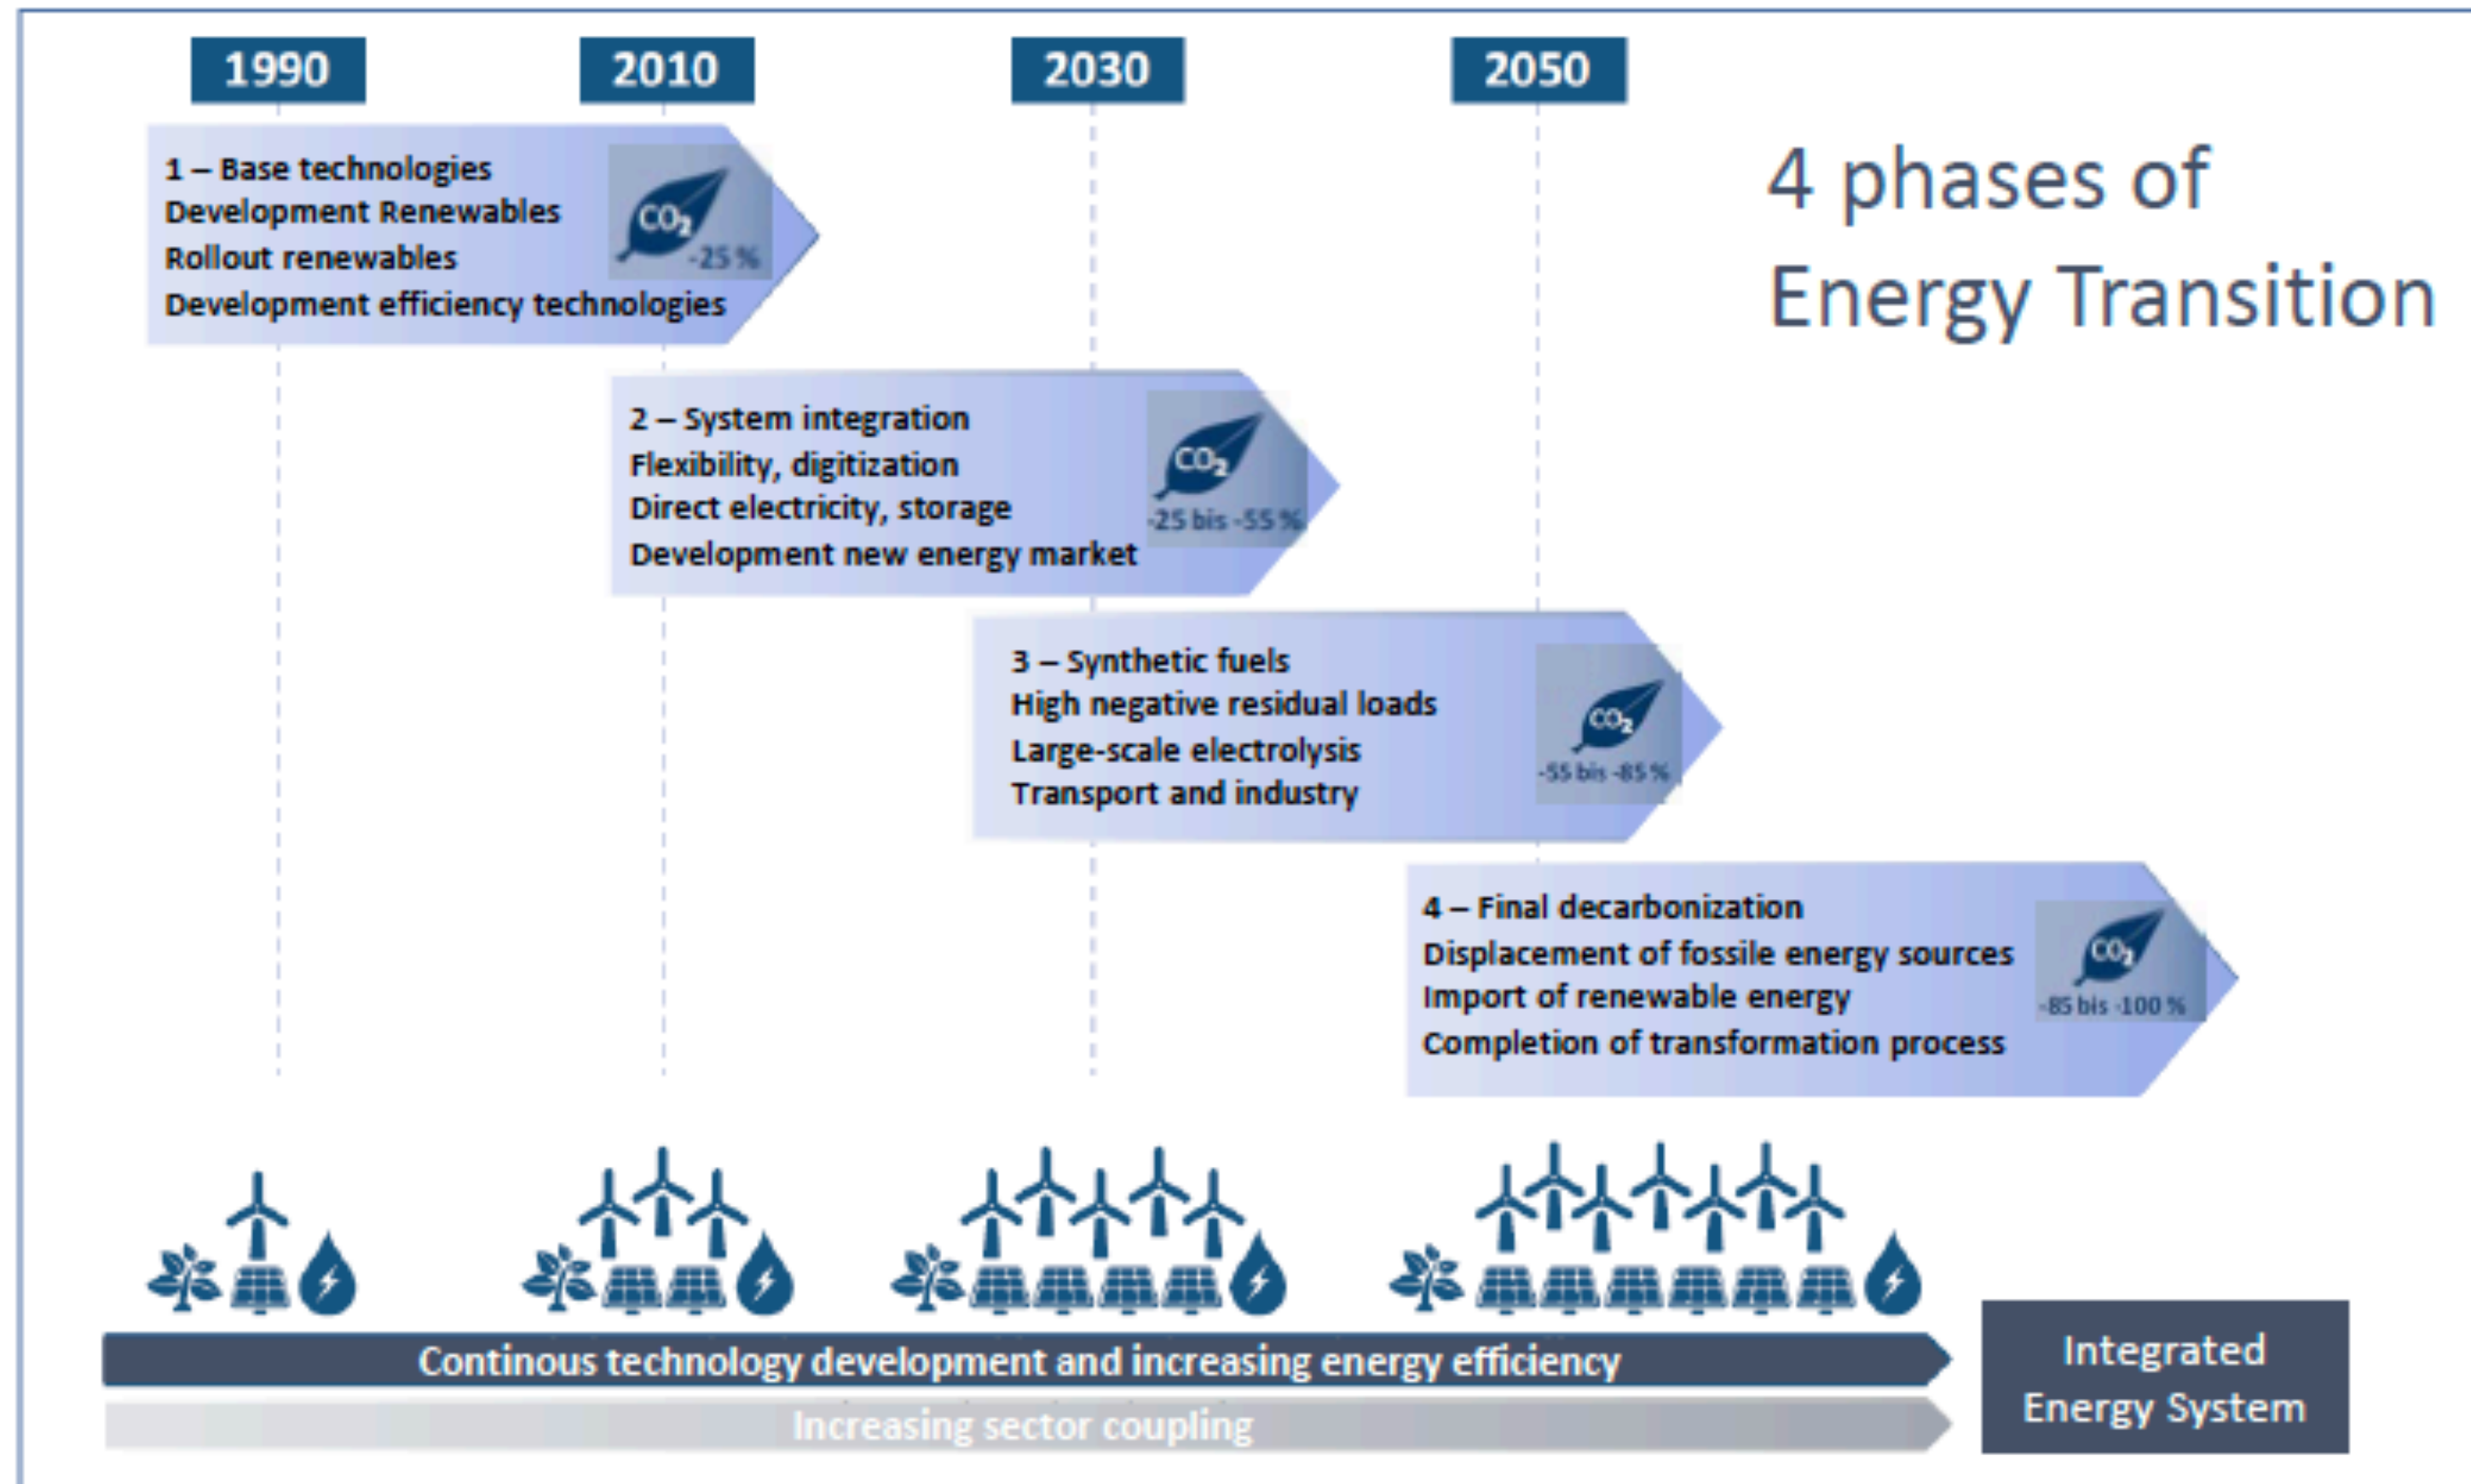 1990
2010
2030
2050
4 phases of
Energy Transition
1 – Base technologies
Development Renewables
Rollout renewables
Development efficiency technologies
CO₂
-25 %
2 – System integration
Flexibility, digitization
Direct electricity, storage
Development new energy market
CO₂
-25 bis -55 %
3 – Synthetic fuels
High negative residual loads
Large-scale electrolysis
Transport and industry
CO₂
-55 bis -85 %
4 – Final decarbonization
Displacement of fossile energy sources
Import of renewable energy
Completion of transformation process
CO₂
-85 bis -100 %
Continous technology development and increasing energy efficiency
Increasing sector coupling
Integrated
Energy System